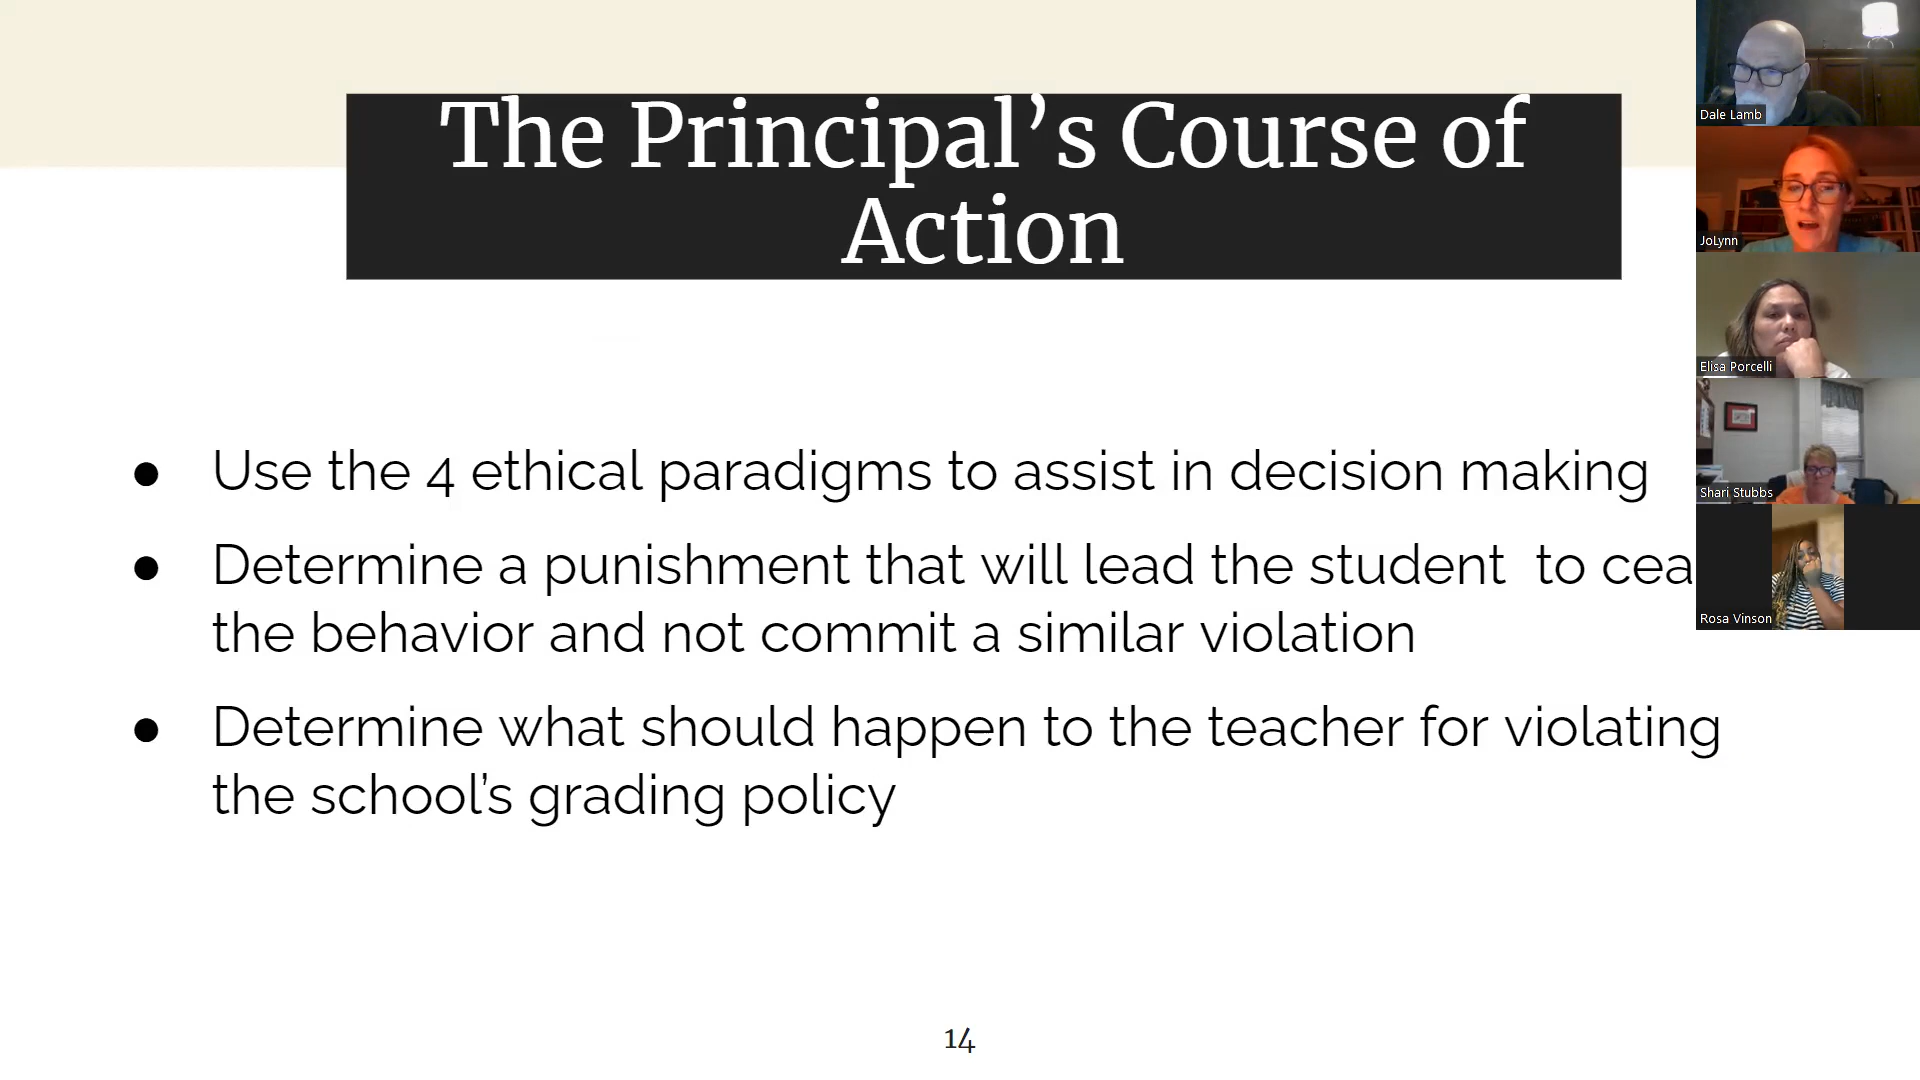 The Principal’s Course of
Action
● Use the 4 ethical paradigms to assist in decision making
● Determine a punishment that will lead the student to cea
the behavior and not commit a similar violation
● Determine what should happen to the teacher for violating
the school’s grading policy
14
Dale Lamb
JoLynn
Elisa Porcelli
Shari Stubbs
Rosa Vinson